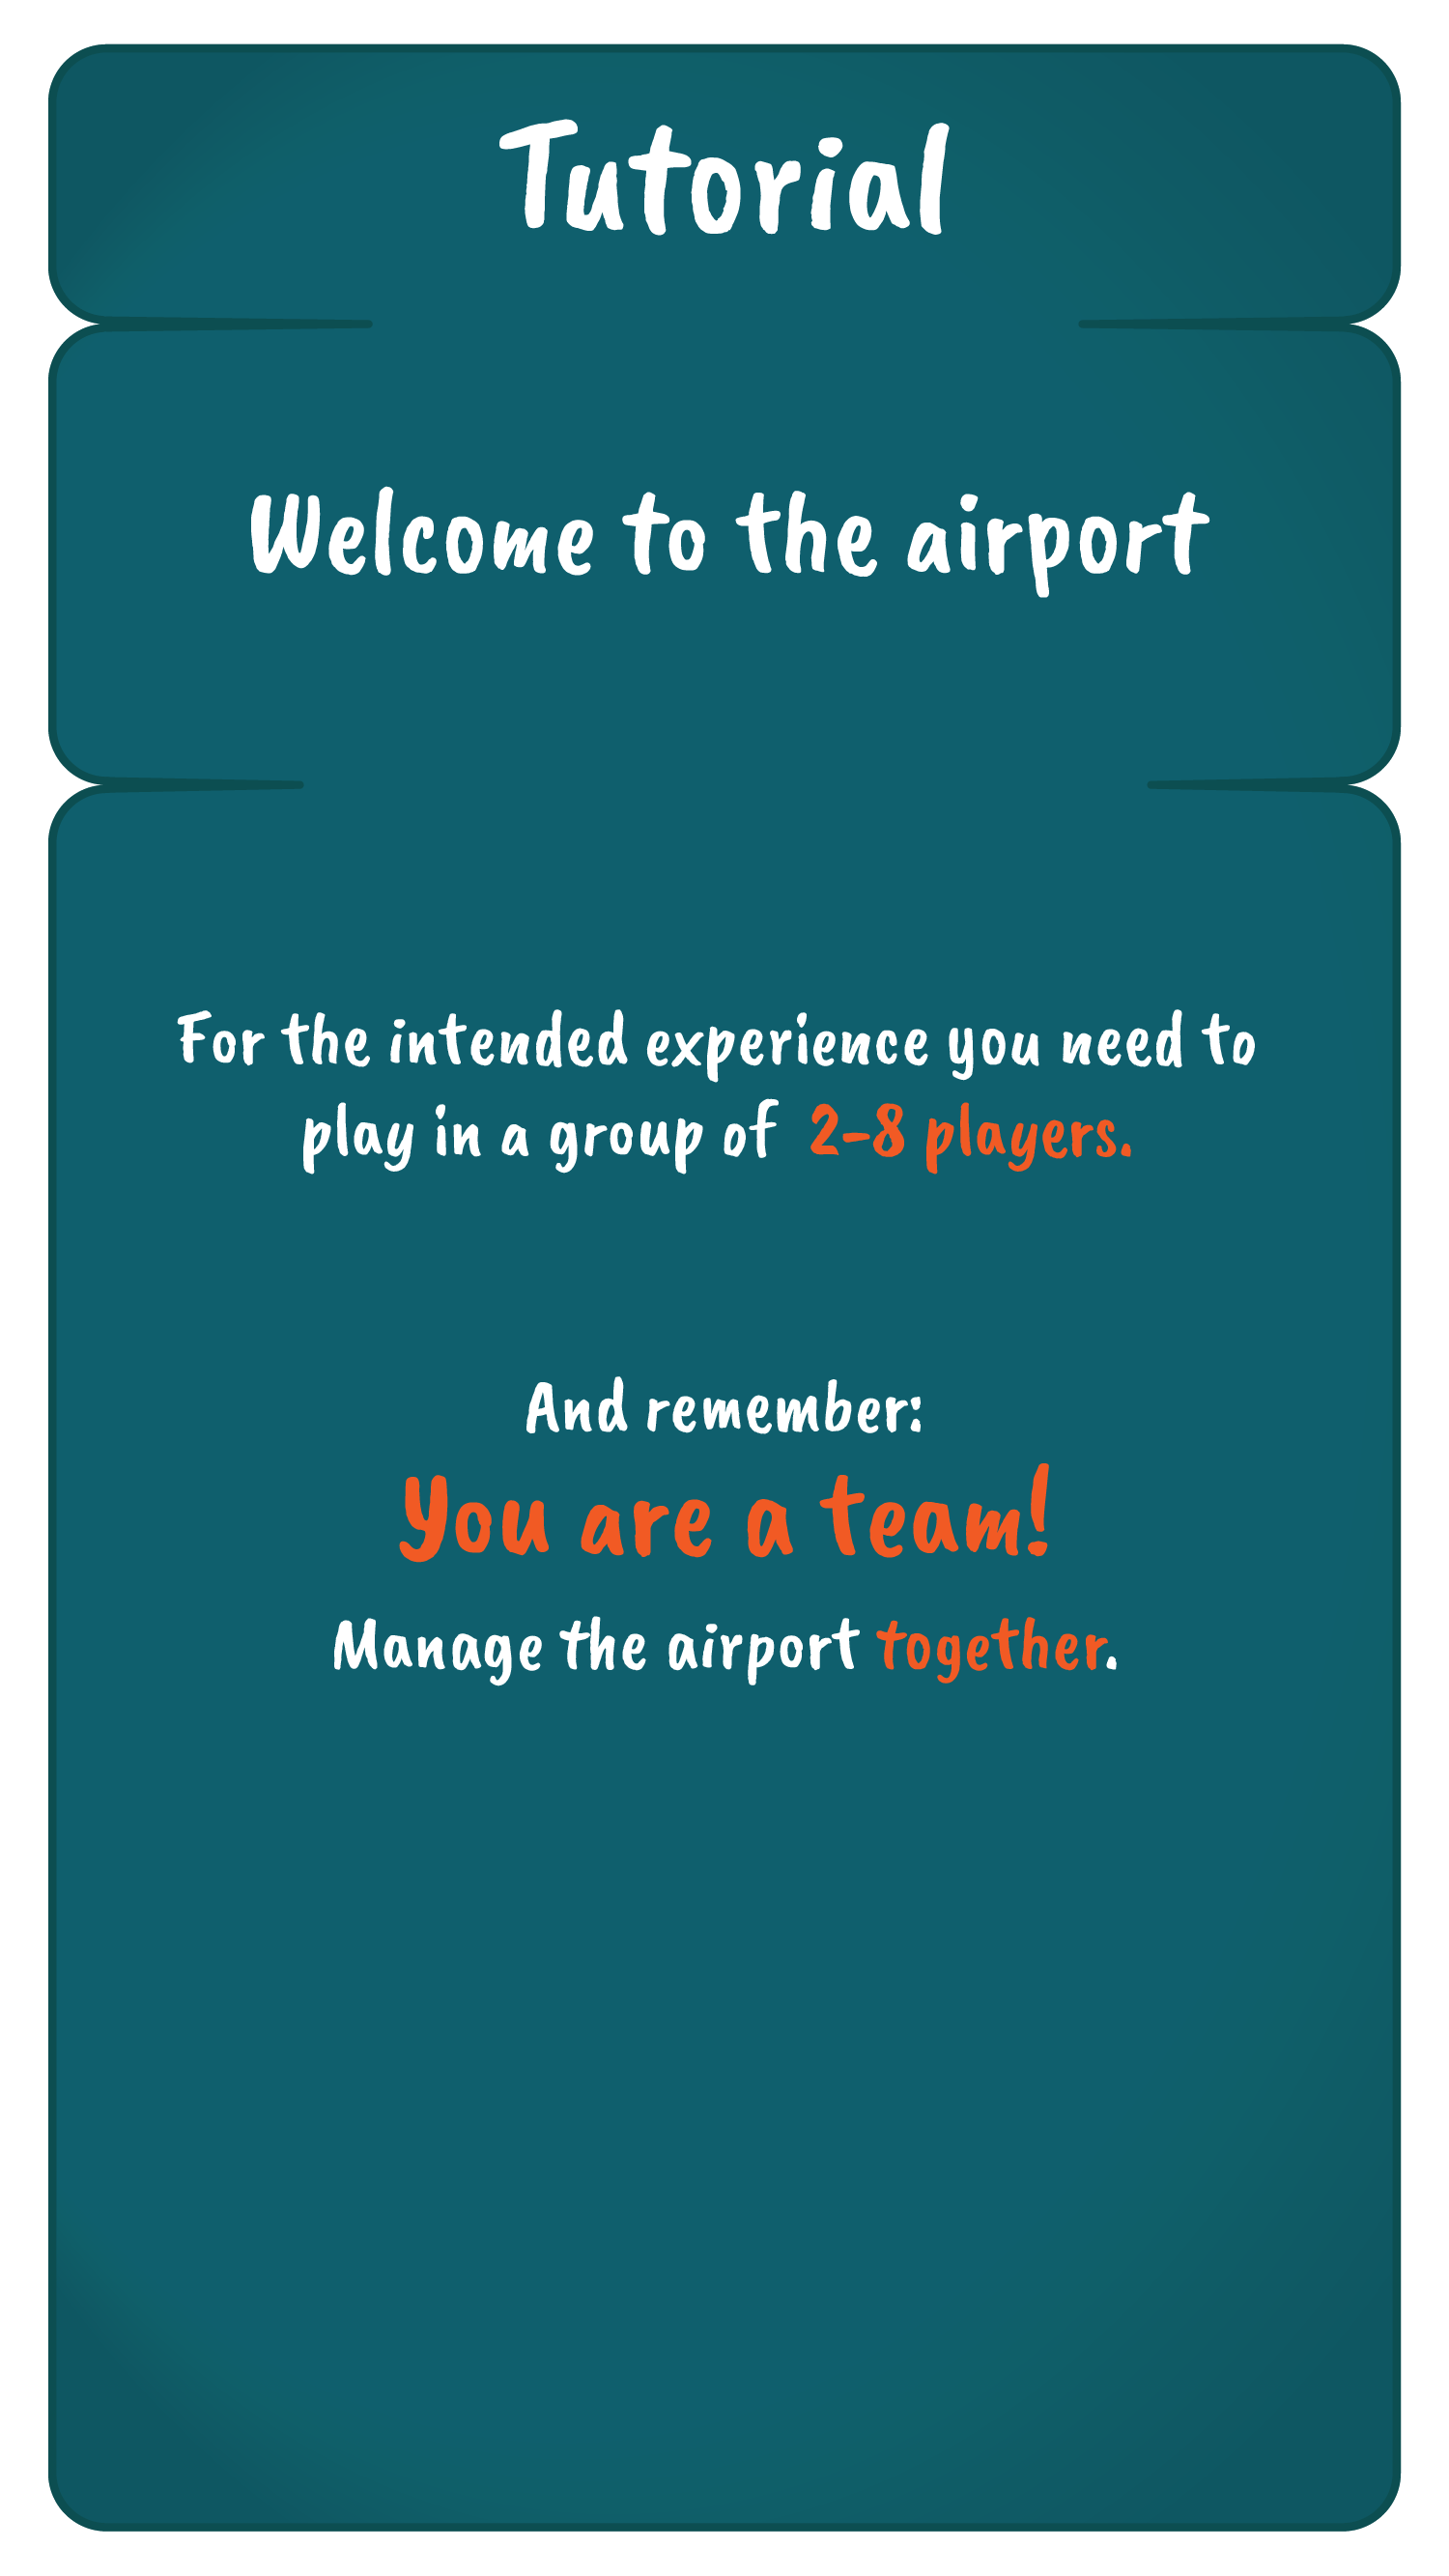 Tutorial
Welcome to the airport
For the intended experience you need to
play in a group of 2-8 players.
And remember:
You are a team!
Manage the airport together.